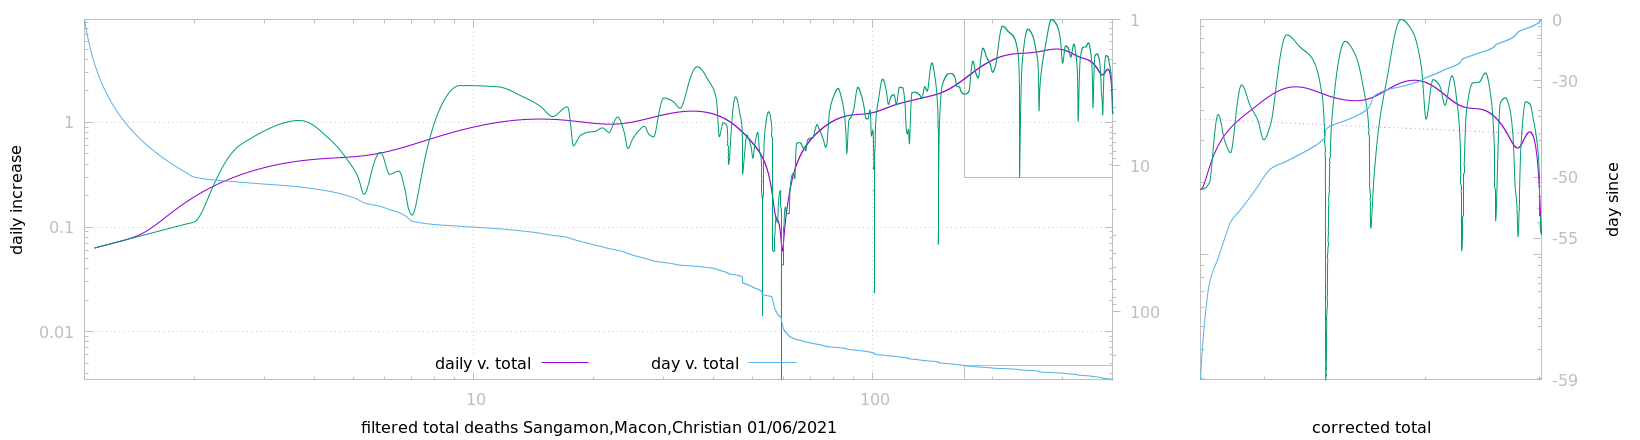 1
0.1
0.01
daily increase
10
100
1
10
100
daily v. total
day v. total
filtered total deaths Sangamon,Macon,Christian 01/06/2021
0
-30
-50
-55
-59
day since
corrected total